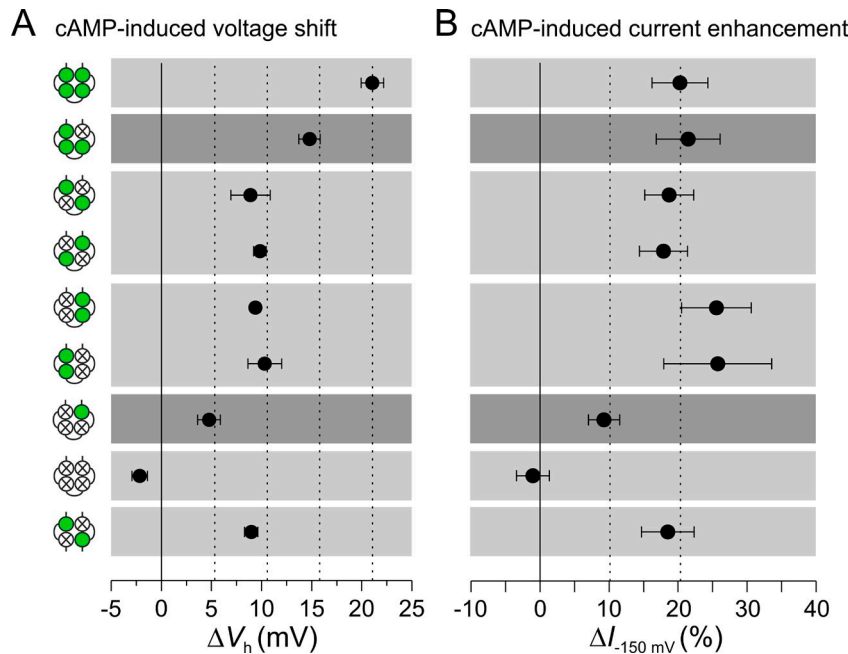 A cAMP-induced voltage shift
B cAMP-induced current enhancement
-5 0 5 10 15 20 25
ΔVh (mV)
-10 0 10 20 30 40
ΔI-150 mV (%)